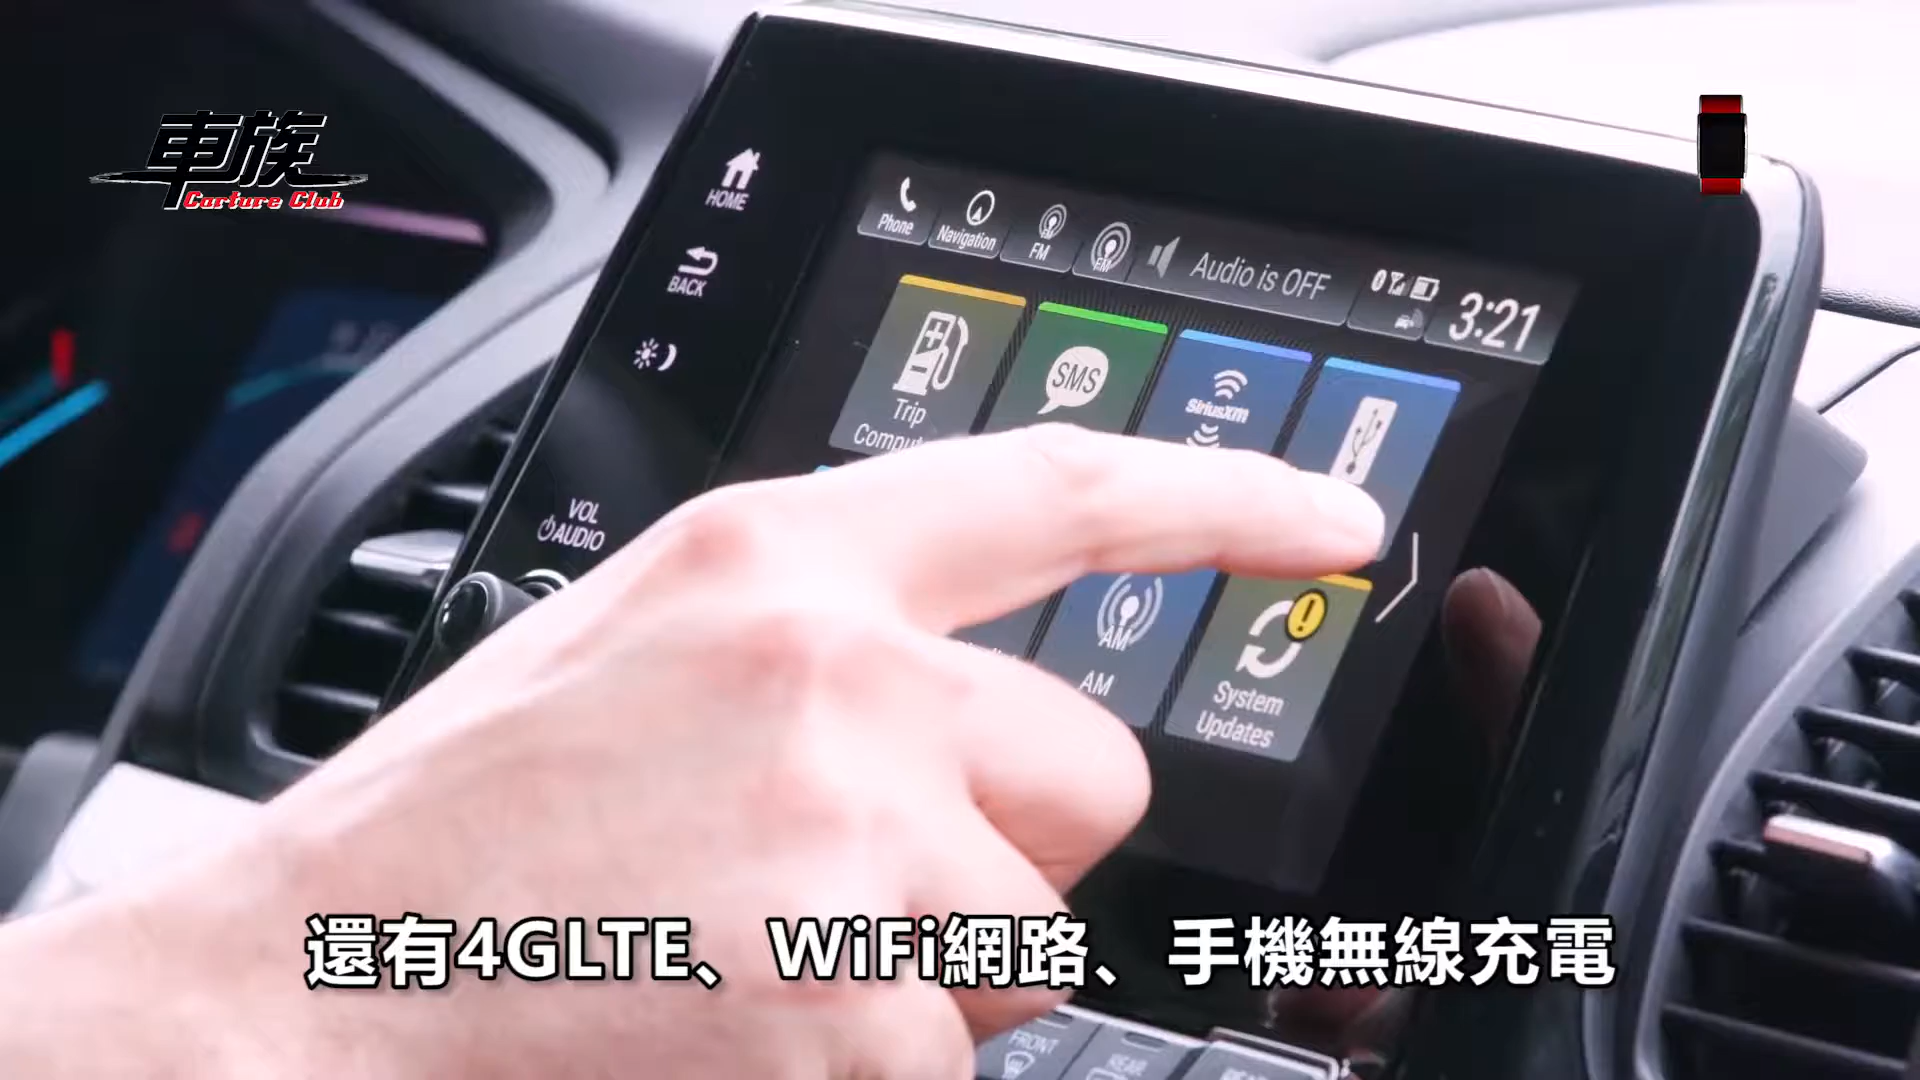 車族
Carture Club
HOME
BACK
VOL
AUDIO
Phone
Navigation
FM
FM
Audio is OFF
3:21
Trip
SMS
SiriusXM
AM
AM
System
Updates
還有4GLTE、WiFi網路、手機無線充電
FRONT
REAR